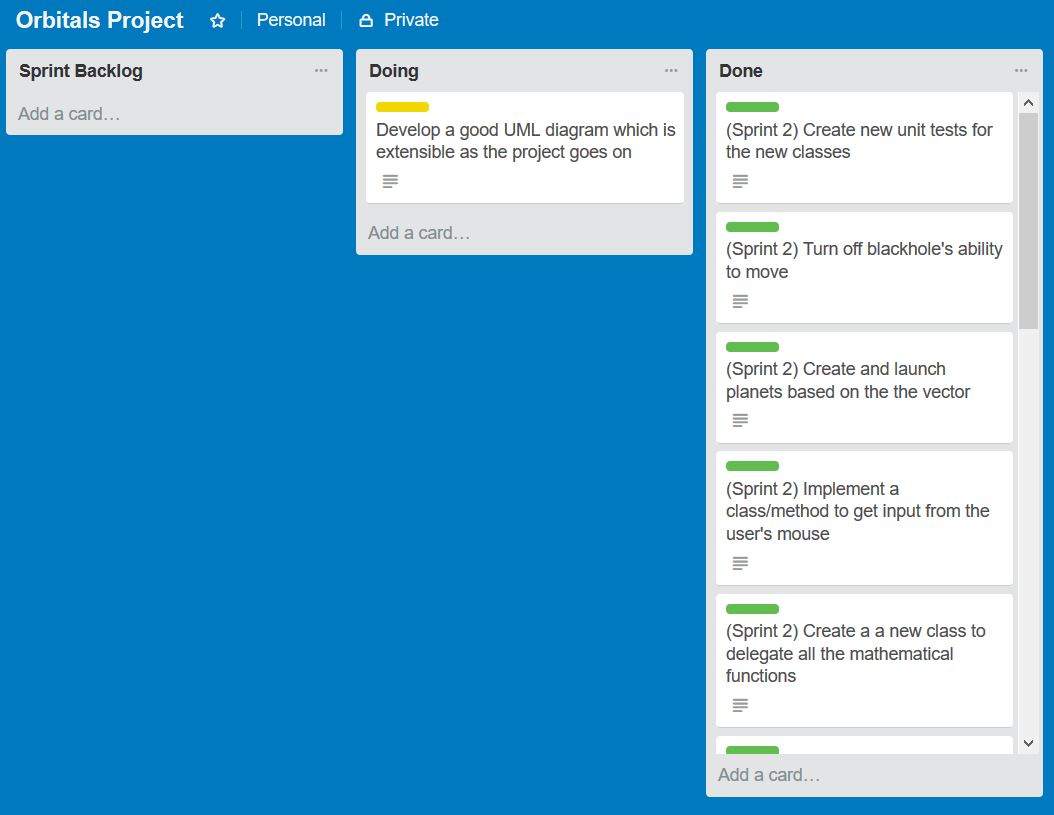 Orbitals Project Personal Private
Sprint Backlog
Add a card…
Doing
Develop a good UML diagram which is
extensible as the project goes on
Add a card…
Done
(Sprint 2) Create new unit tests for
the new classes
(Sprint 2) Turn off blackhole's ability
to move
(Sprint 2) Create and launch
planets based on the the vector
(Sprint 2) Implement a
class/method to get input from the
user's mouse
(Sprint 2) Create a a new class to
delegate all the mathematical
functions
Add a card…